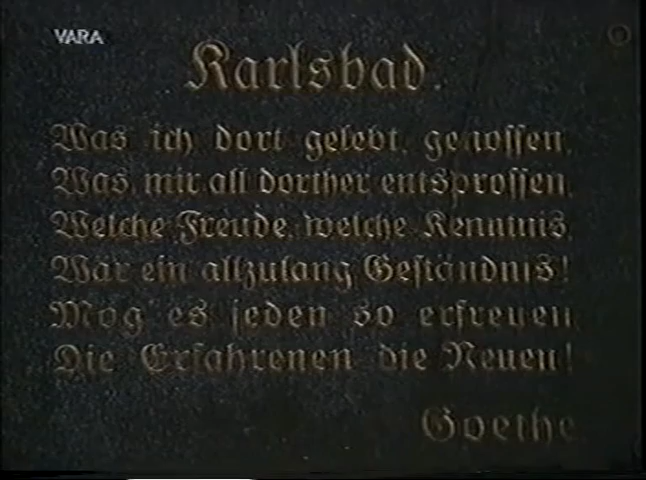 VARA
Karlsbad.
Was ich dort gelebt, genossen,
Was mir all dorther entsprossen,
Welche Freude, welche Kenntnis,
War ein allzulang Geständnis!
Mög es jeden so erfreuen
Die Erfahrenen die Neuen!
Goethe